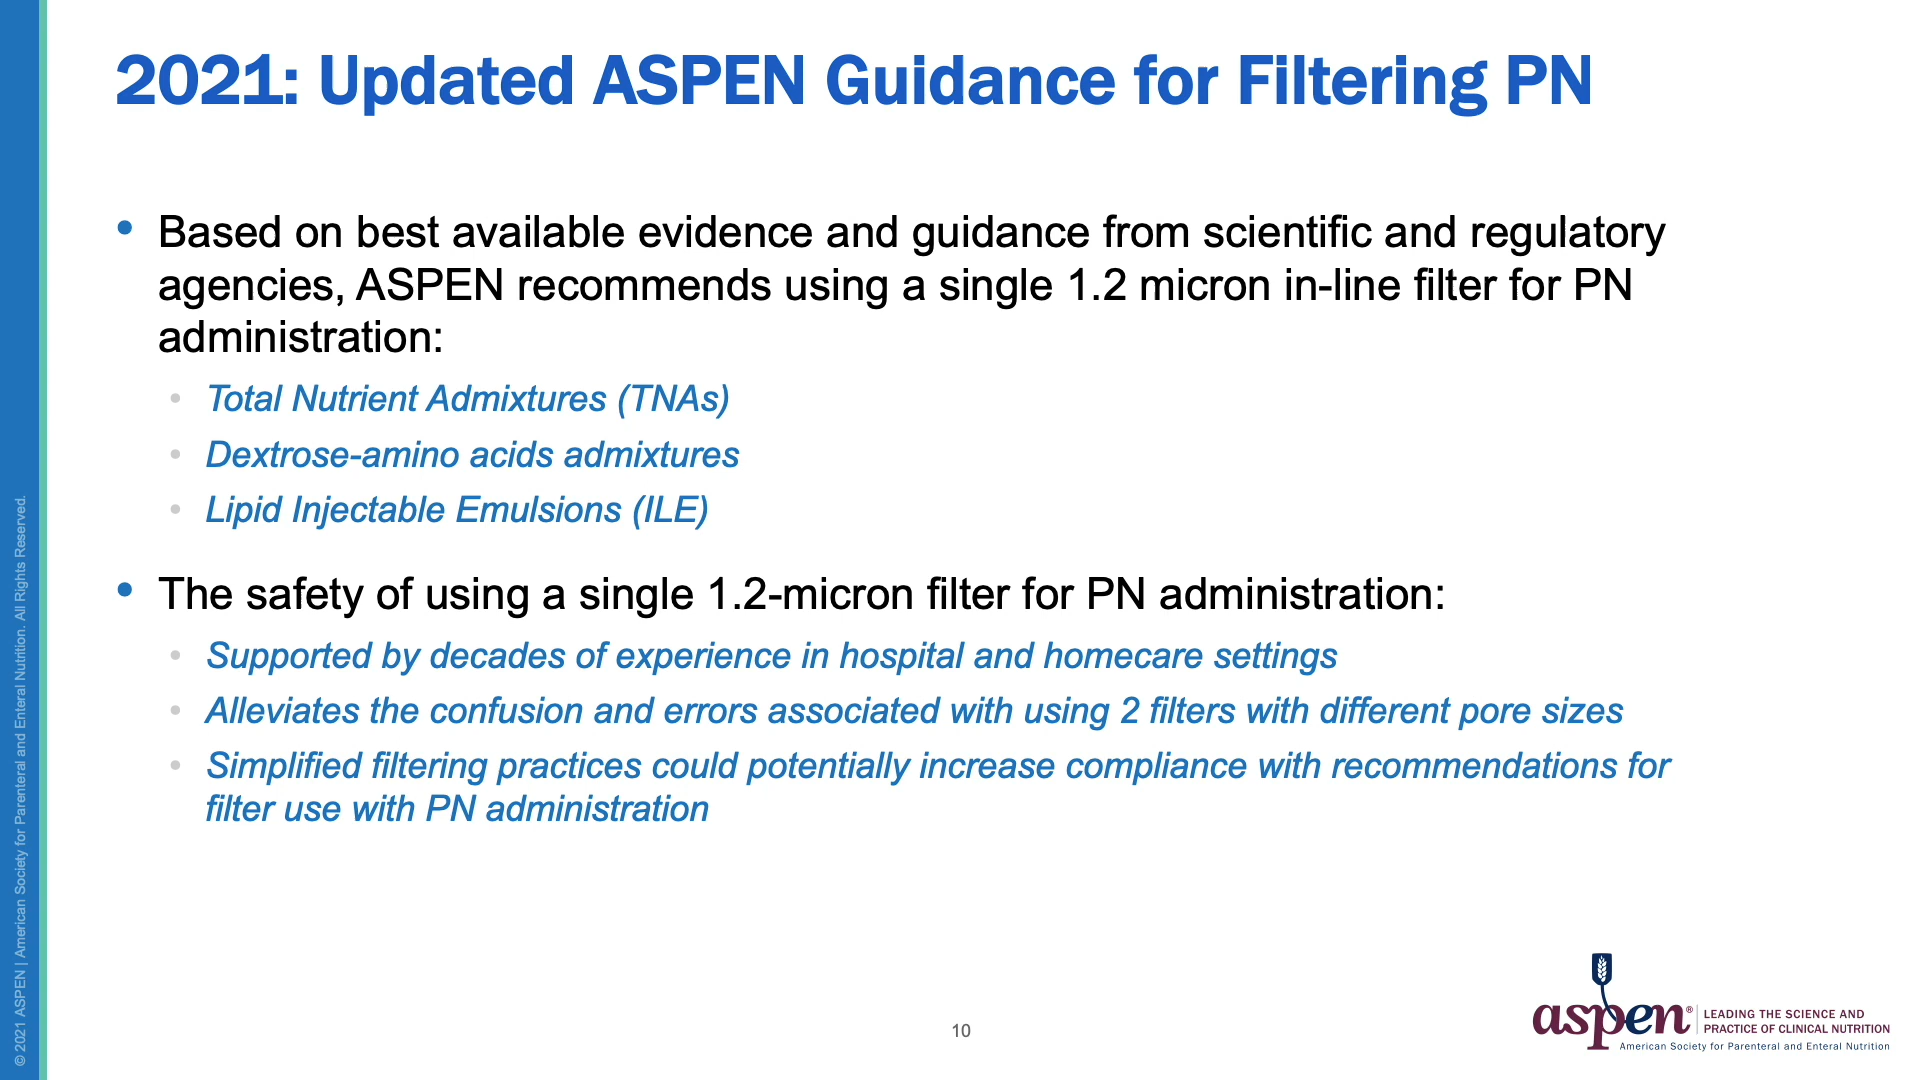 2021: Updated ASPEN Guidance for Filtering PN
• Based on best available evidence and guidance from scientific and regulatory
agencies, ASPEN recommends using a single 1.2 micron in-line filter for PN
administration:
• Total Nutrient Admixtures (TNAs)
• Dextrose-amino acids admixtures
• Lipid Injectable Emulsions (ILE)
• The safety of using a single 1.2-micron filter for PN administration:
• Supported by decades of experience in hospital and homecare settings
• Alleviates the confusion and errors associated with using 2 filters with different pore sizes
• Simplified filtering practices could potentially increase compliance with recommendations for
filter use with PN administration
© 2021 ASPEN | American Society for Parenteral and Enteral Nutrition. All Rights Reserved.
10
aspen®
LEADING THE SCIENCE AND
PRACTICE OF CLINICAL NUTRITION
American Society for Parenteral and Enteral Nutrition